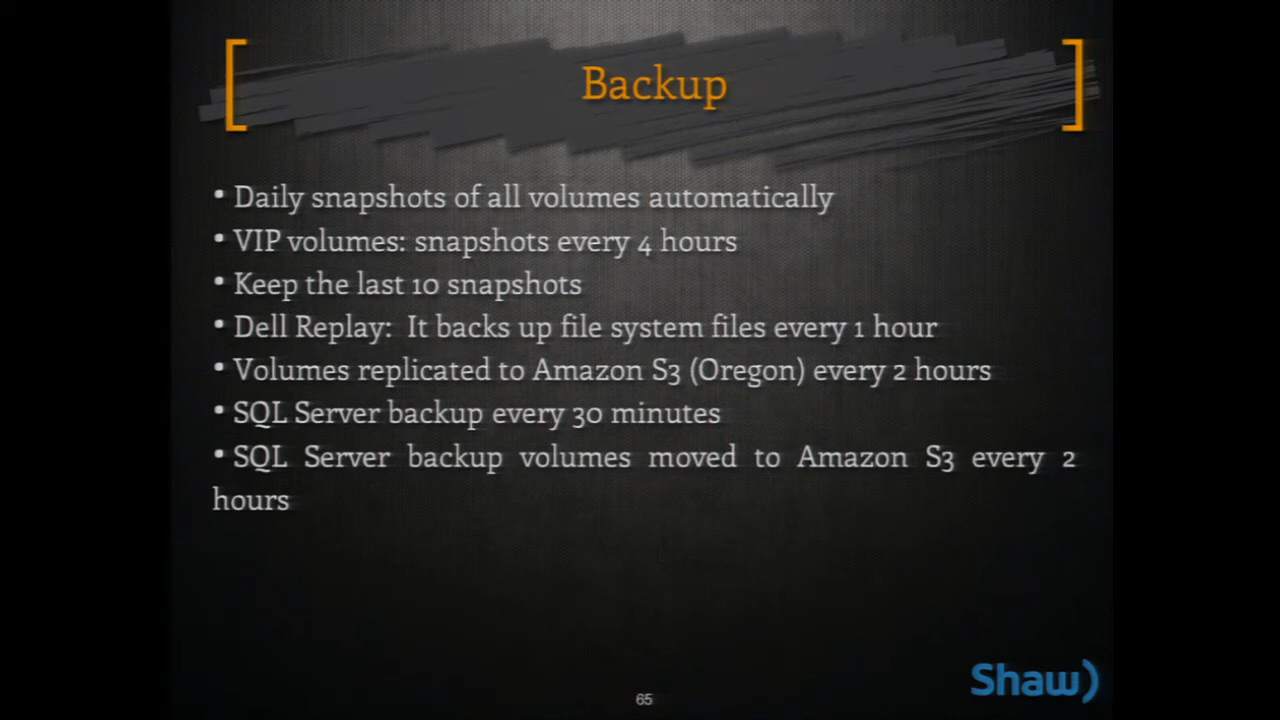 Backup
• Daily snapshots of all volumes automatically
• VIP volumes: snapshots every 4 hours
• Keep the last 10 snapshots
• Dell Replay: It backs up file system files every 1 hour
• Volumes replicated to Amazon S3 (Oregon) every 2 hours
• SQL Server backup every 30 minutes
• SQL Server backup volumes moved to Amazon S3 every 2
hours
Shaw)
65